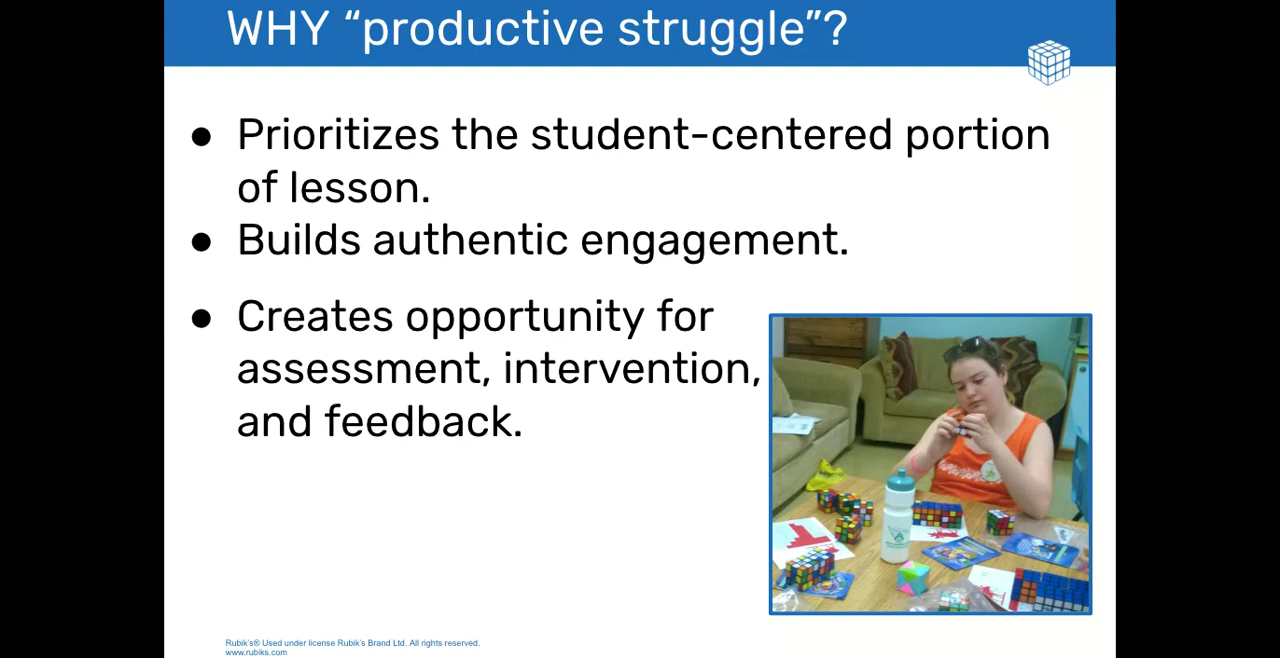 WHY “productive struggle”?
● Prioritizes the student-centered portion
of lesson.
● Builds authentic engagement.
● Creates opportunity for
assessment, intervention,
and feedback.
Rubik's® Used under license Rubik's Brand Ltd. All rights reserved.
www.rubiks.com